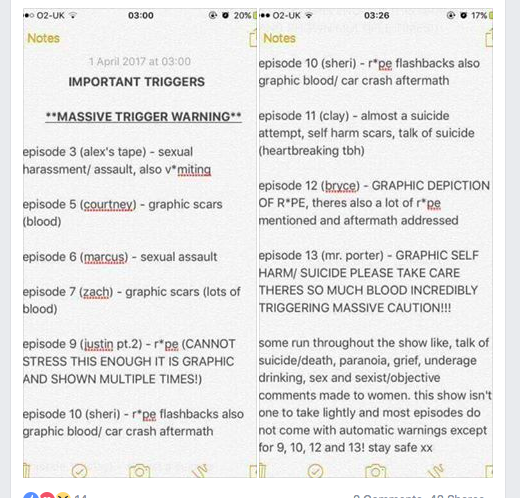 O2-UK 03:00 20%
Notes
1 April 2017 at 03:00
IMPORTANT TRIGGERS
**MASSIVE TRIGGER WARNING**
episode 3 (alex's tape) - sexual
harassment/ assault, also v*miting
episode 5 (courtney) - graphic scars
(blood)
episode 6 (marcus) - sexual assault
episode 7 (zach) - graphic scars (lots of
blood)
episode 9 (justin pt.2) - r*pe (CANNOT
STRESS THIS ENOUGH IT IS GRAPHIC
AND SHOWN MULTIPLE TIMES!)
episode 10 (sheri) - r*pe flashbacks also
graphic blood/ car crash aftermath
O2-UK 03:26 17%
Notes
episode 10 (sheri) - r*pe flashbacks also
graphic blood/ car crash aftermath
episode 11 (clay) - almost a suicide
attempt, self harm scars, talk of suicide
(heartbreaking tbh)
episode 12 (bryce) - GRAPHIC DEPICTION
OF R*PE, theres also a lot of r*pe
mentioned and aftermath addressed
episode 13 (mr. porter) - GRAPHIC SELF
HARM/ SUICIDE PLEASE TAKE CARE
THERES SO MUCH BLOOD INCREDIBLY
TRIGGERING MASSIVE CAUTION!!!
some run throughout the show like, talk of
suicide/death, paranoia, grief, underage
drinking, sex and sexist/objective
comments made to women. this show isn't
one to take lightly and most episodes do
not come with automatic warnings except
for 9, 10, 12 and 13! stay safe xx